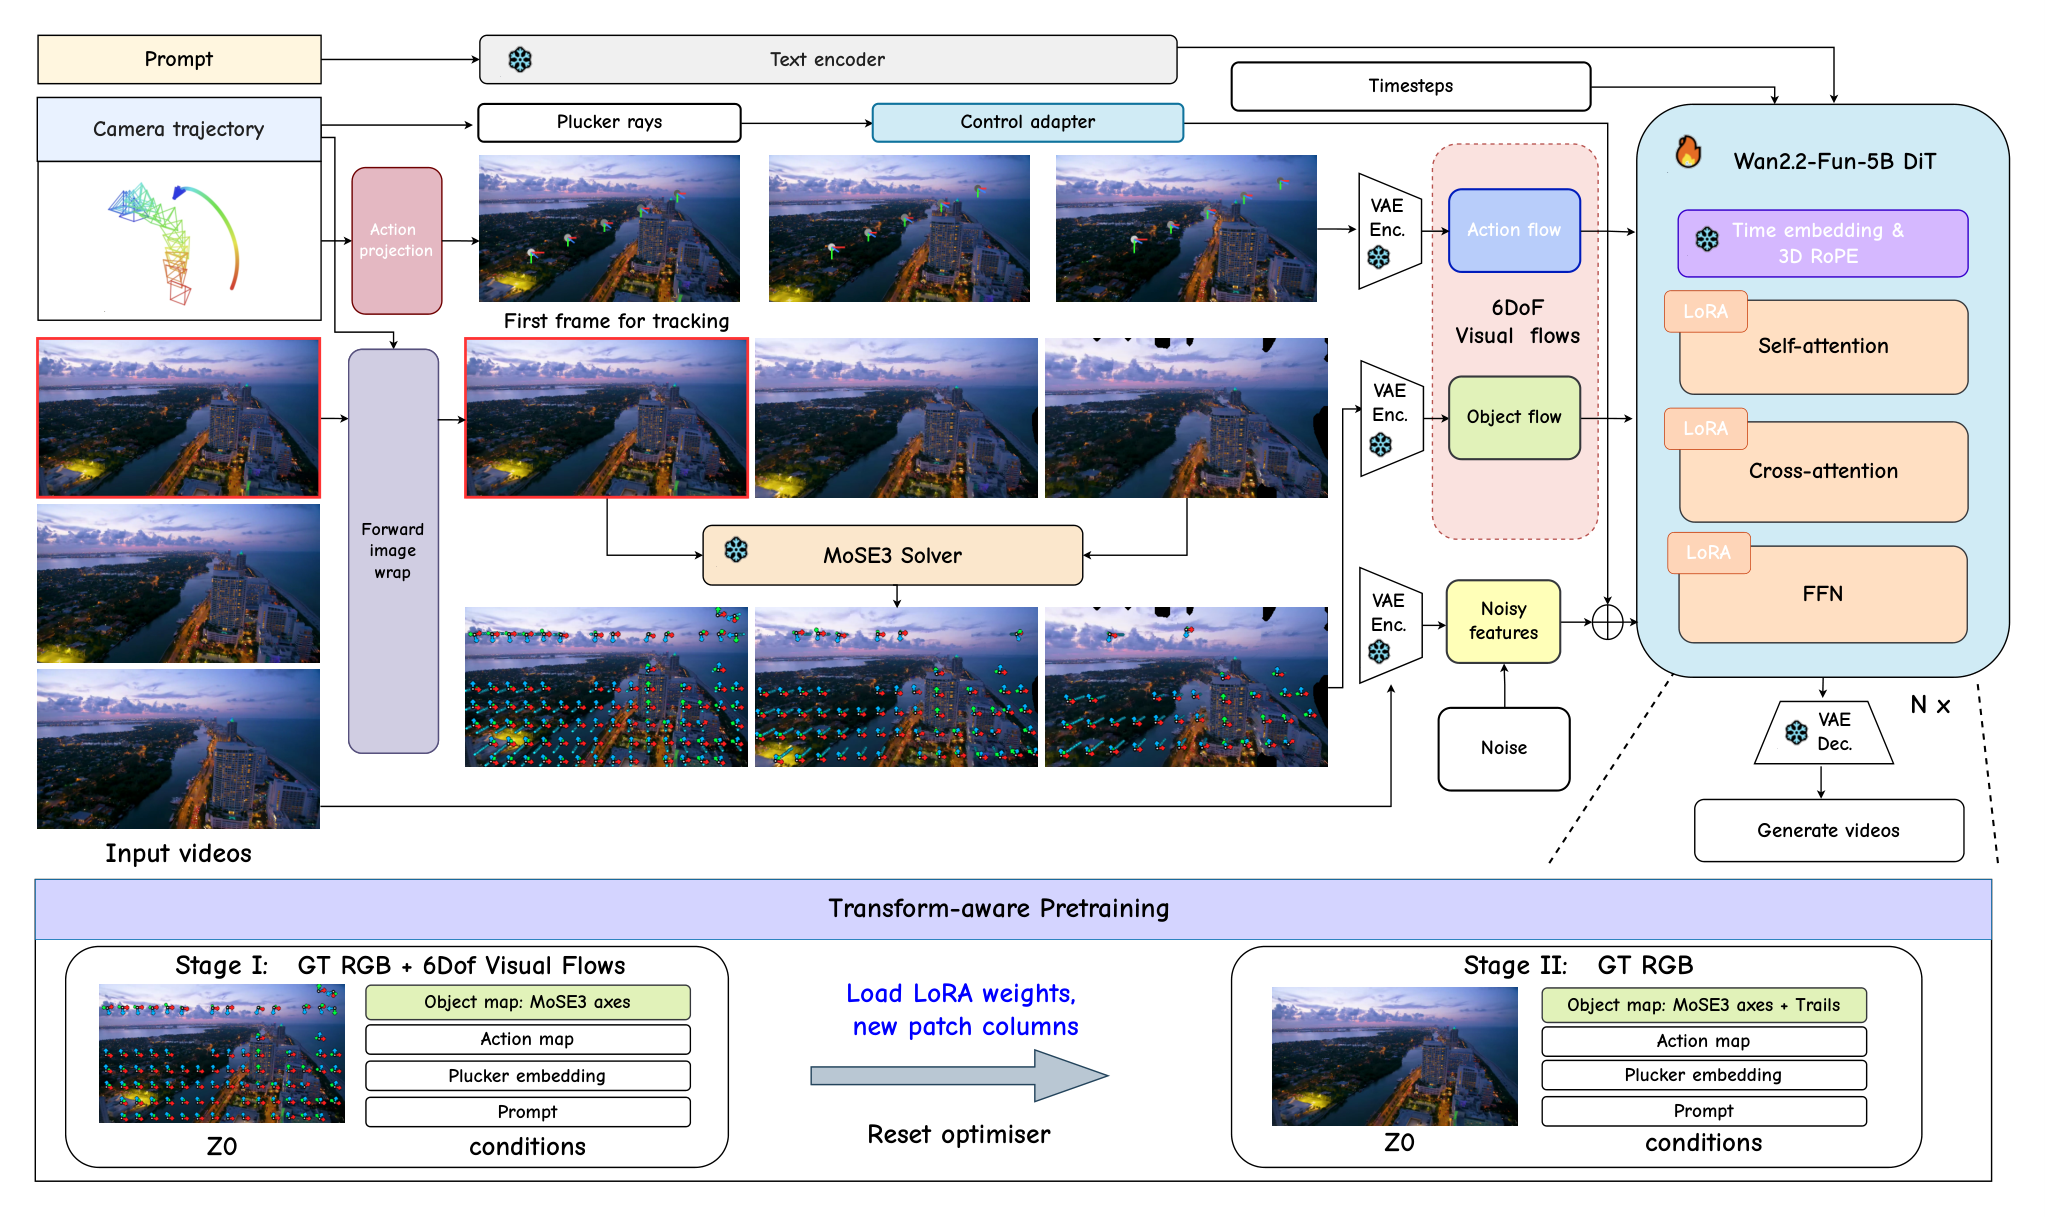 Prompt
Text encoder
Timesteps
Camera trajectory
Plucker rays
Control adapter
Action
projection
First frame for tracking
VAE
Enc.
Action flow
6DoF
Visual flows
VAE
Enc.
Object flow
Wan2.2-Fun-5B DiT
Time embedding &
3D RoPE
LoRA
Self-attention
LoRA
Cross-attention
LoRA
FFN
Forward
image
wrap
MoSE3 Solver
VAE
Enc.
Noisy
features
Noise
N x
VAE
Dec.
Generate videos
Input videos
Transform-aware Pretraining
Stage I: GT RGB + 6Dof Visual Flows
Object map: MoSE3 axes
Action map
Plucker embedding
Prompt
Z0
conditions
Load LoRA weights,
new patch columns
Reset optimiser
Stage II: GT RGB
Object map: MoSE3 axes + Trails
Action map
Plucker embedding
Prompt
Z0
conditions